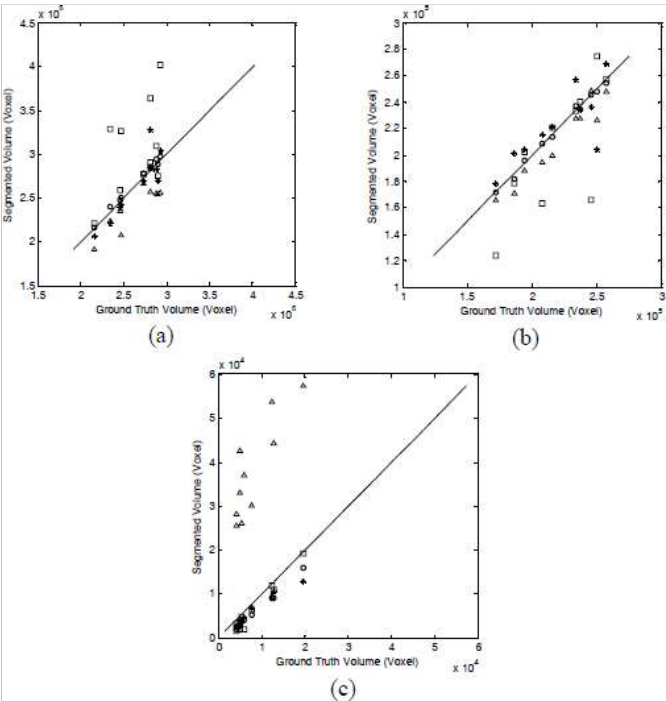 x 10^6
4.5
4
3.5
3
2.5
2
1.5
Segmented Volume (Voxel)
1.5 2 2.5 3 3.5 4 4.5
Ground Truth Volume (Voxel)
x 10^6
(a)
x 10^5
2.8
2.6
2.4
2.2
2
1.8
1.6
1.4
1.2
1
Segmented Volume (Voxel)
1 1.5 2 2.5 3
Ground Truth Volume (Voxel)
x 10^5
(b)
x 10^4
6
5
4
3
2
1
0
Segmented Volume (Voxel)
0 1 2 3 4 5 6
Ground Truth Volume (Voxel)
x 10^4
(c)